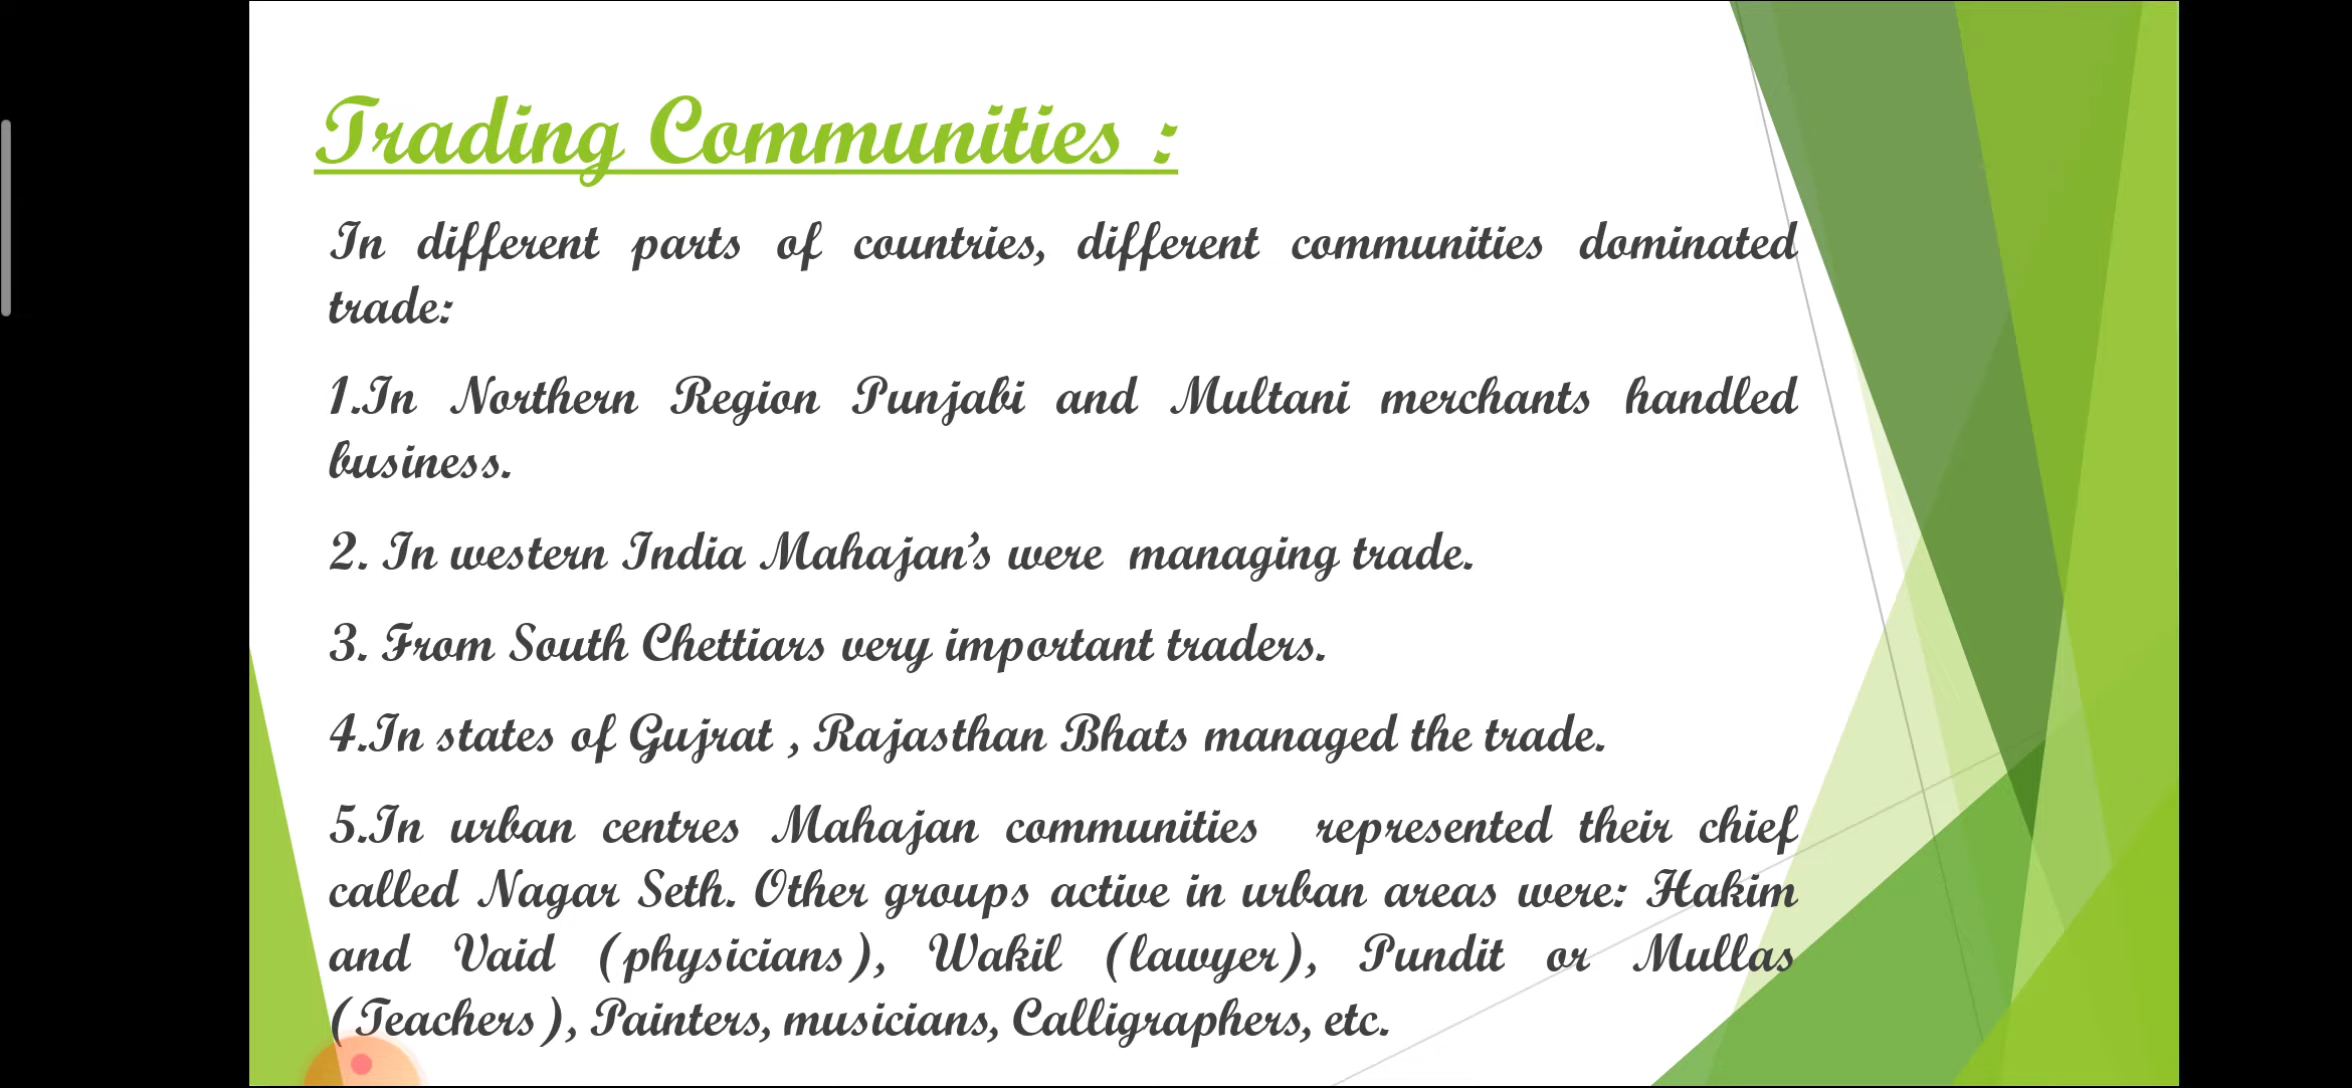 Trading Communities :
In different parts of countries, different communities dominated
trade:
1.In Northern Region Punjabi and Multani merchants handled
business.
2. In western India Mahajan’s were managing trade.
3. From South Chettiars very important traders.
4.In states of Gujrat , Rajasthan Bhats managed the trade.
5.In urban centres Mahajan communities represented their chief
called Nagar Seth. Other groups active in urban areas were: Hakim
and Vaid (physicians), Wakil (lawyer), Pundit or Mullas
(Teachers), Painters, musicians, Calligraphers, etc.